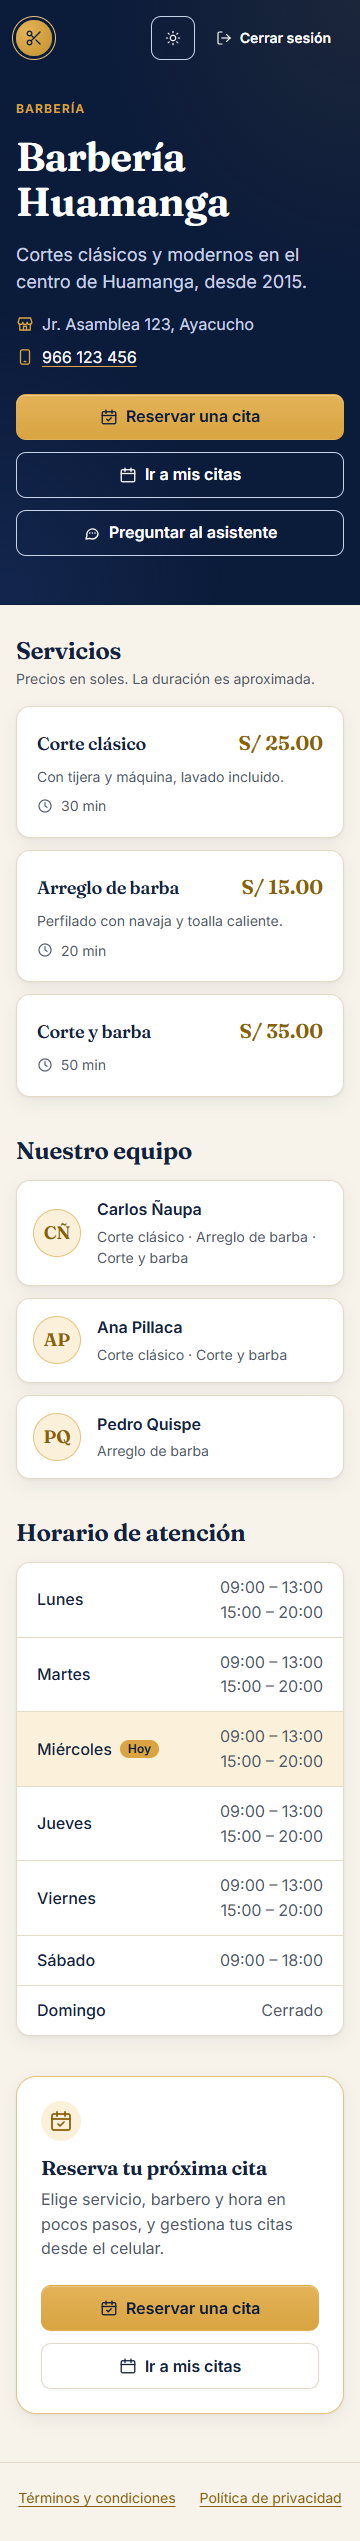 Cerrar sesión
BARBERÍA
Barbería
Huamanga
Cortes clásicos y modernos en el
centro de Huamanga, desde 2015.
Jr. Asamblea 123, Ayacucho
966 123 456
Reservar una cita
Ir a mis citas
Preguntar al asistente
Servicios
Precios en soles. La duración es aproximada.
Corte clásico S/ 25.00
Con tijera y máquina, lavado incluido.
30 min
Arreglo de barba S/ 15.00
Perfilado con navaja y toalla caliente.
20 min
Corte y barba S/ 35.00
50 min
Nuestro equipo
CÑ
Carlos Ñaupa
Corte clásico · Arreglo de barba ·
Corte y barba
AP
Ana Pillaca
Corte clásico · Corte y barba
PQ
Pedro Quispe
Arreglo de barba
Horario de atención
Lunes
09:00 – 13:00
15:00 – 20:00
Martes
09:00 – 13:00
15:00 – 20:00
Miércoles Hoy
09:00 – 13:00
15:00 – 20:00
Jueves
09:00 – 13:00
15:00 – 20:00
Viernes
09:00 – 13:00
15:00 – 20:00
Sábado 09:00 – 18:00
Domingo Cerrado
Reserva tu próxima cita
Elige servicio, barbero y hora en
pocos pasos, y gestiona tus citas
desde el celular.
Reservar una cita
Ir a mis citas
Términos y condiciones Política de privacidad